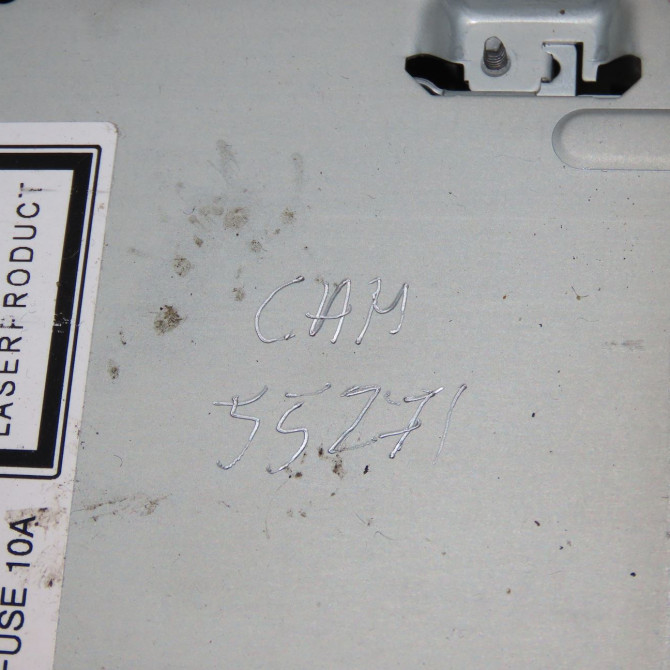 LASER PRODUCT
FUSE 10A
CAM
55271